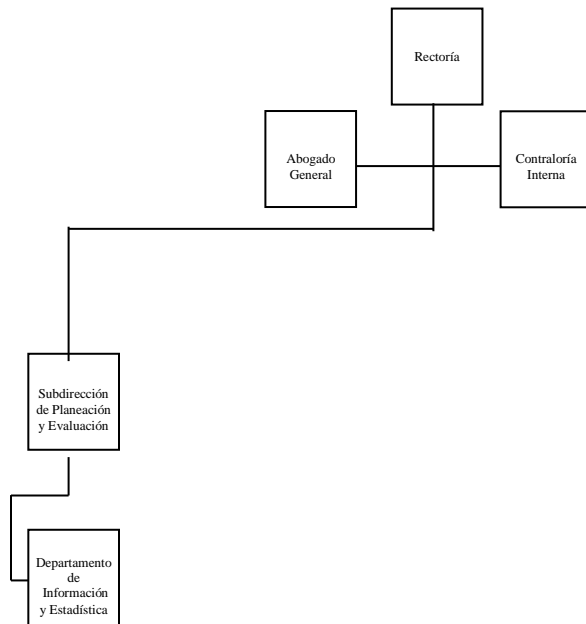 Rectoría
Abogado
General
Contraloría
Interna
Subdirección
de Planeación
y Evaluación
Departamento
de
Información
y Estadística